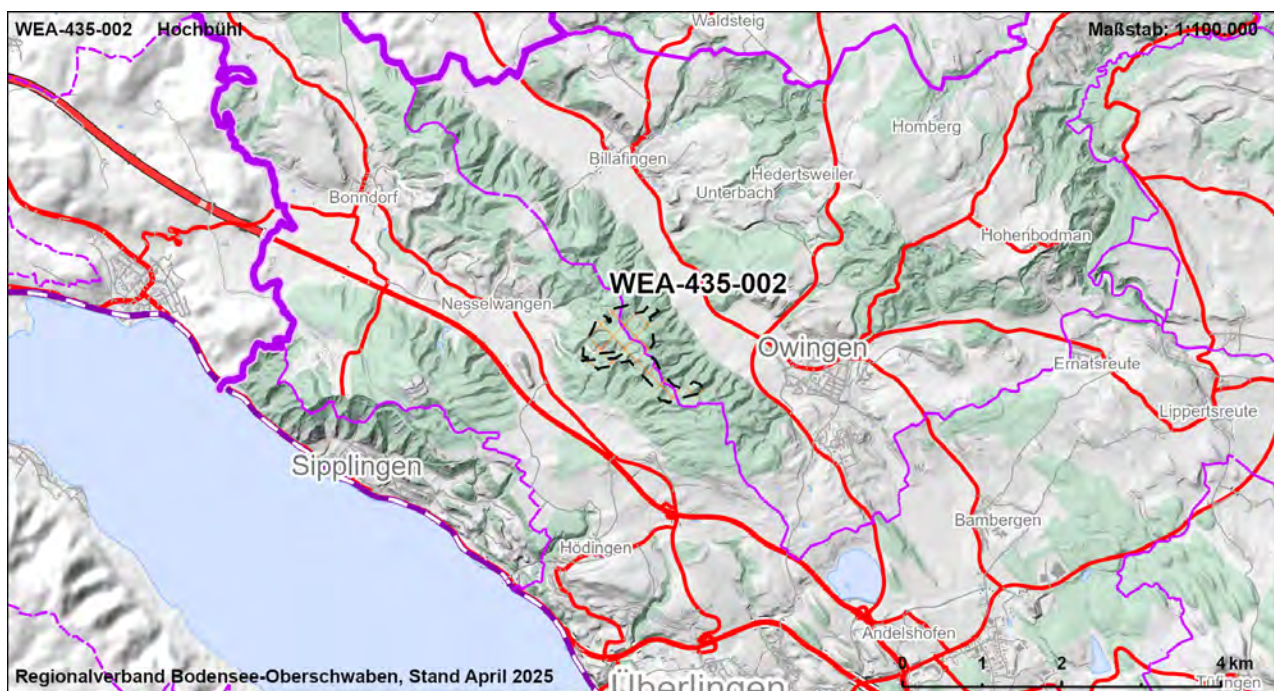 WEA-435-002 Hochbühl
Maßstab: 1:100.000
Waldsteig
Homberg
Billafingen
Hedertsweiler
Unterbach
Bonndorf
Hohenbodman
WEA-435-002
Nesselwangen
Owingen
Ernatsreute
Lippertsreute
Sipplingen
Bambergen
Hödingen
Andelshofen
0 1 2 4 km
Regionalverband Bodensee-Oberschwaben, Stand April 2025
Überlingen
Tüfingen